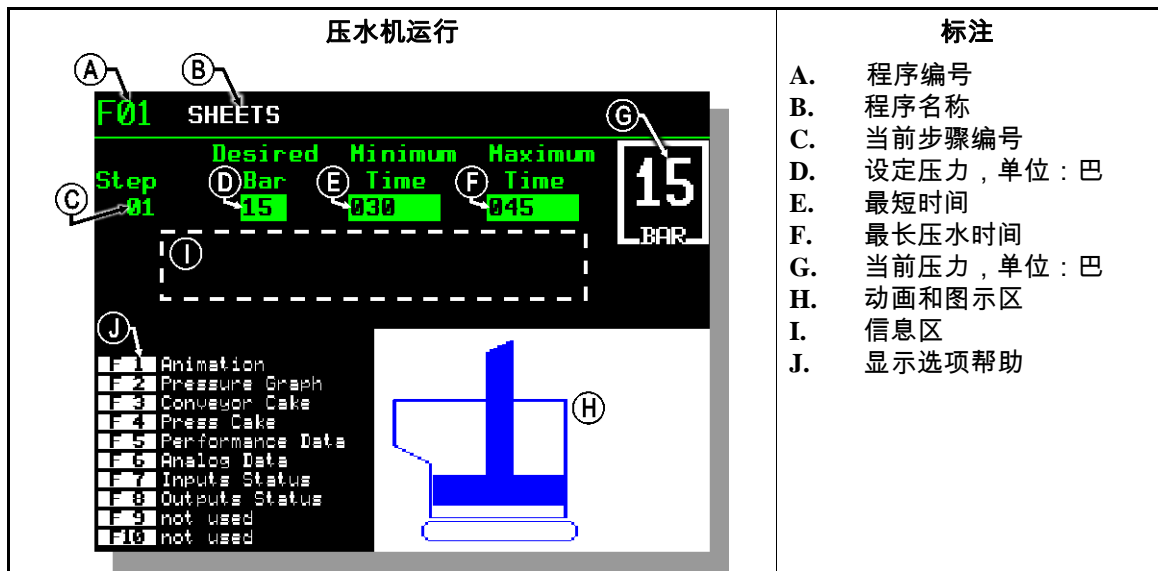 压水机运行
A B
F01 SHEETS G
Desired Minimum Maximum
Step D Bar E Time F Time 15
C 01 15 030 045
BAR
I
J
F 1 Animation
F 2 Pressure Graph
F 3 Conveyor Cake
F 4 Press Cake
F 5 Performance Data
F 6 Analog Data
F 7 Inputs Status
F 8 Outputs Status
F 9 not used
F10 not used
H
标注
A. 程序编号
B. 程序名称
C. 当前步骤编号
D. 设定压力，单位：巴
E. 最短时间
F. 最长压水时间
G. 当前压力，单位：巴
H. 动画和图示区
I. 信息区
J. 显示选项帮助